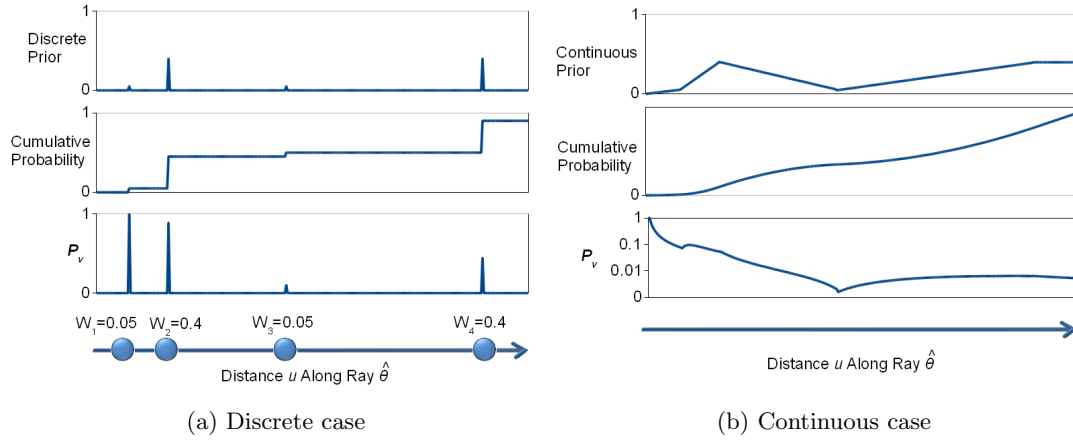 1
Discrete
Prior
0
1
Cumulative
Probability
0
1
P_v
0
W_1=0.05
W_2=0.4
W_3=0.05
W_4=0.4
Distance u Along Ray θ̂
(a) Discrete case
1
Continuous
Prior
0
Cumulative
Probability
0
1
0.1
P_v
0.01
0
Distance u Along Ray θ̂
(b) Continuous case